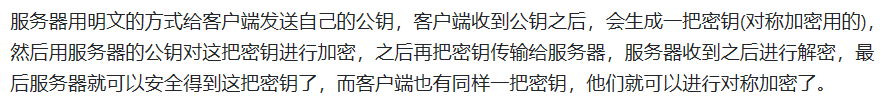 服务器用明文的方式给客户端发送自己的公钥，客户端收到公钥之后，会生成一把密钥(对称加密用的)，
然后用服务器的公钥对这把密钥进行加密，之后再把密钥传输给服务器，服务器收到之后进行解密，最
后服务器就可以安全得到这把密钥了，而客户端也有同样一把密钥，他们就可以进行对称加密了。